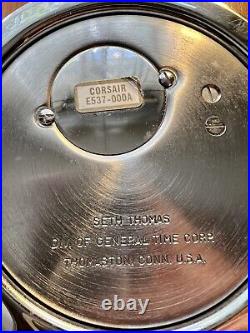 CORSAIR
E537-000A
SETH THOMAS
DIV. OF GENERAL TIME CORP.
THOMASTON, CONN. U.S.A.